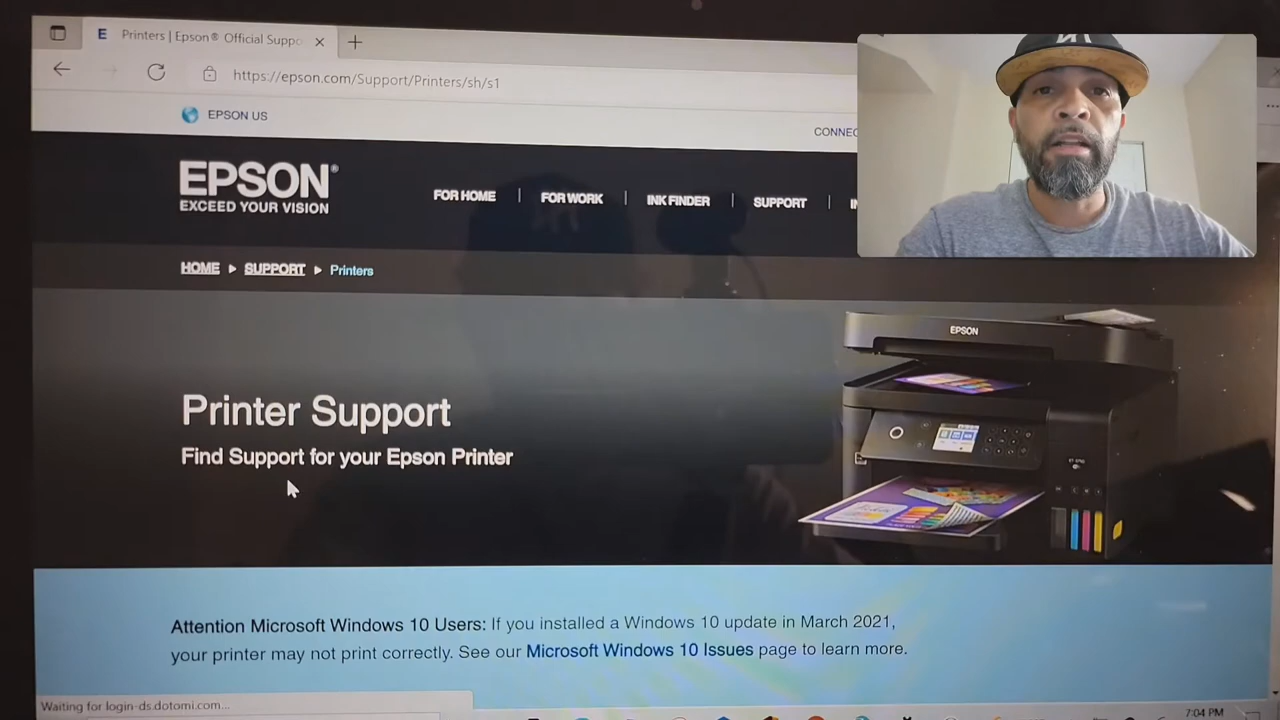 Printers | Epson® Official Suppo
https://epson.com/Support/Printers/sh/s1
EPSON US
CONNEC
EPSON®
EXCEED YOUR VISION
FOR HOME | FOR WORK | INK FINDER | SUPPORT |
HOME ▶ SUPPORT ▶ Printers
EPSON
Printer Support
Find Support for your Epson Printer
Attention Microsoft Windows 10 Users: If you installed a Windows 10 update in March 2021,
your printer may not print correctly. See our Microsoft Windows 10 Issues page to learn more.
Waiting for login-ds.dotomi.com...
7:04 PM